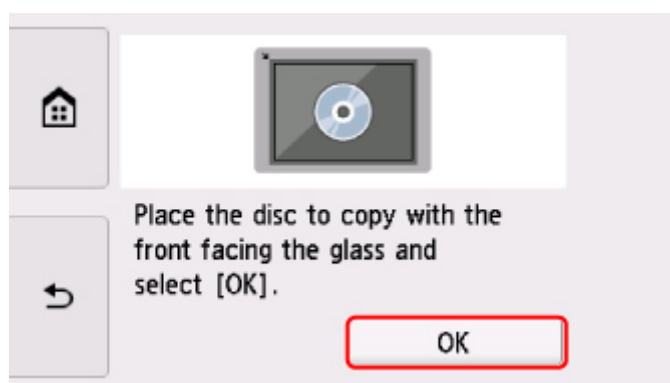 Place the disc to copy with the
front facing the glass and
select [OK].
OK